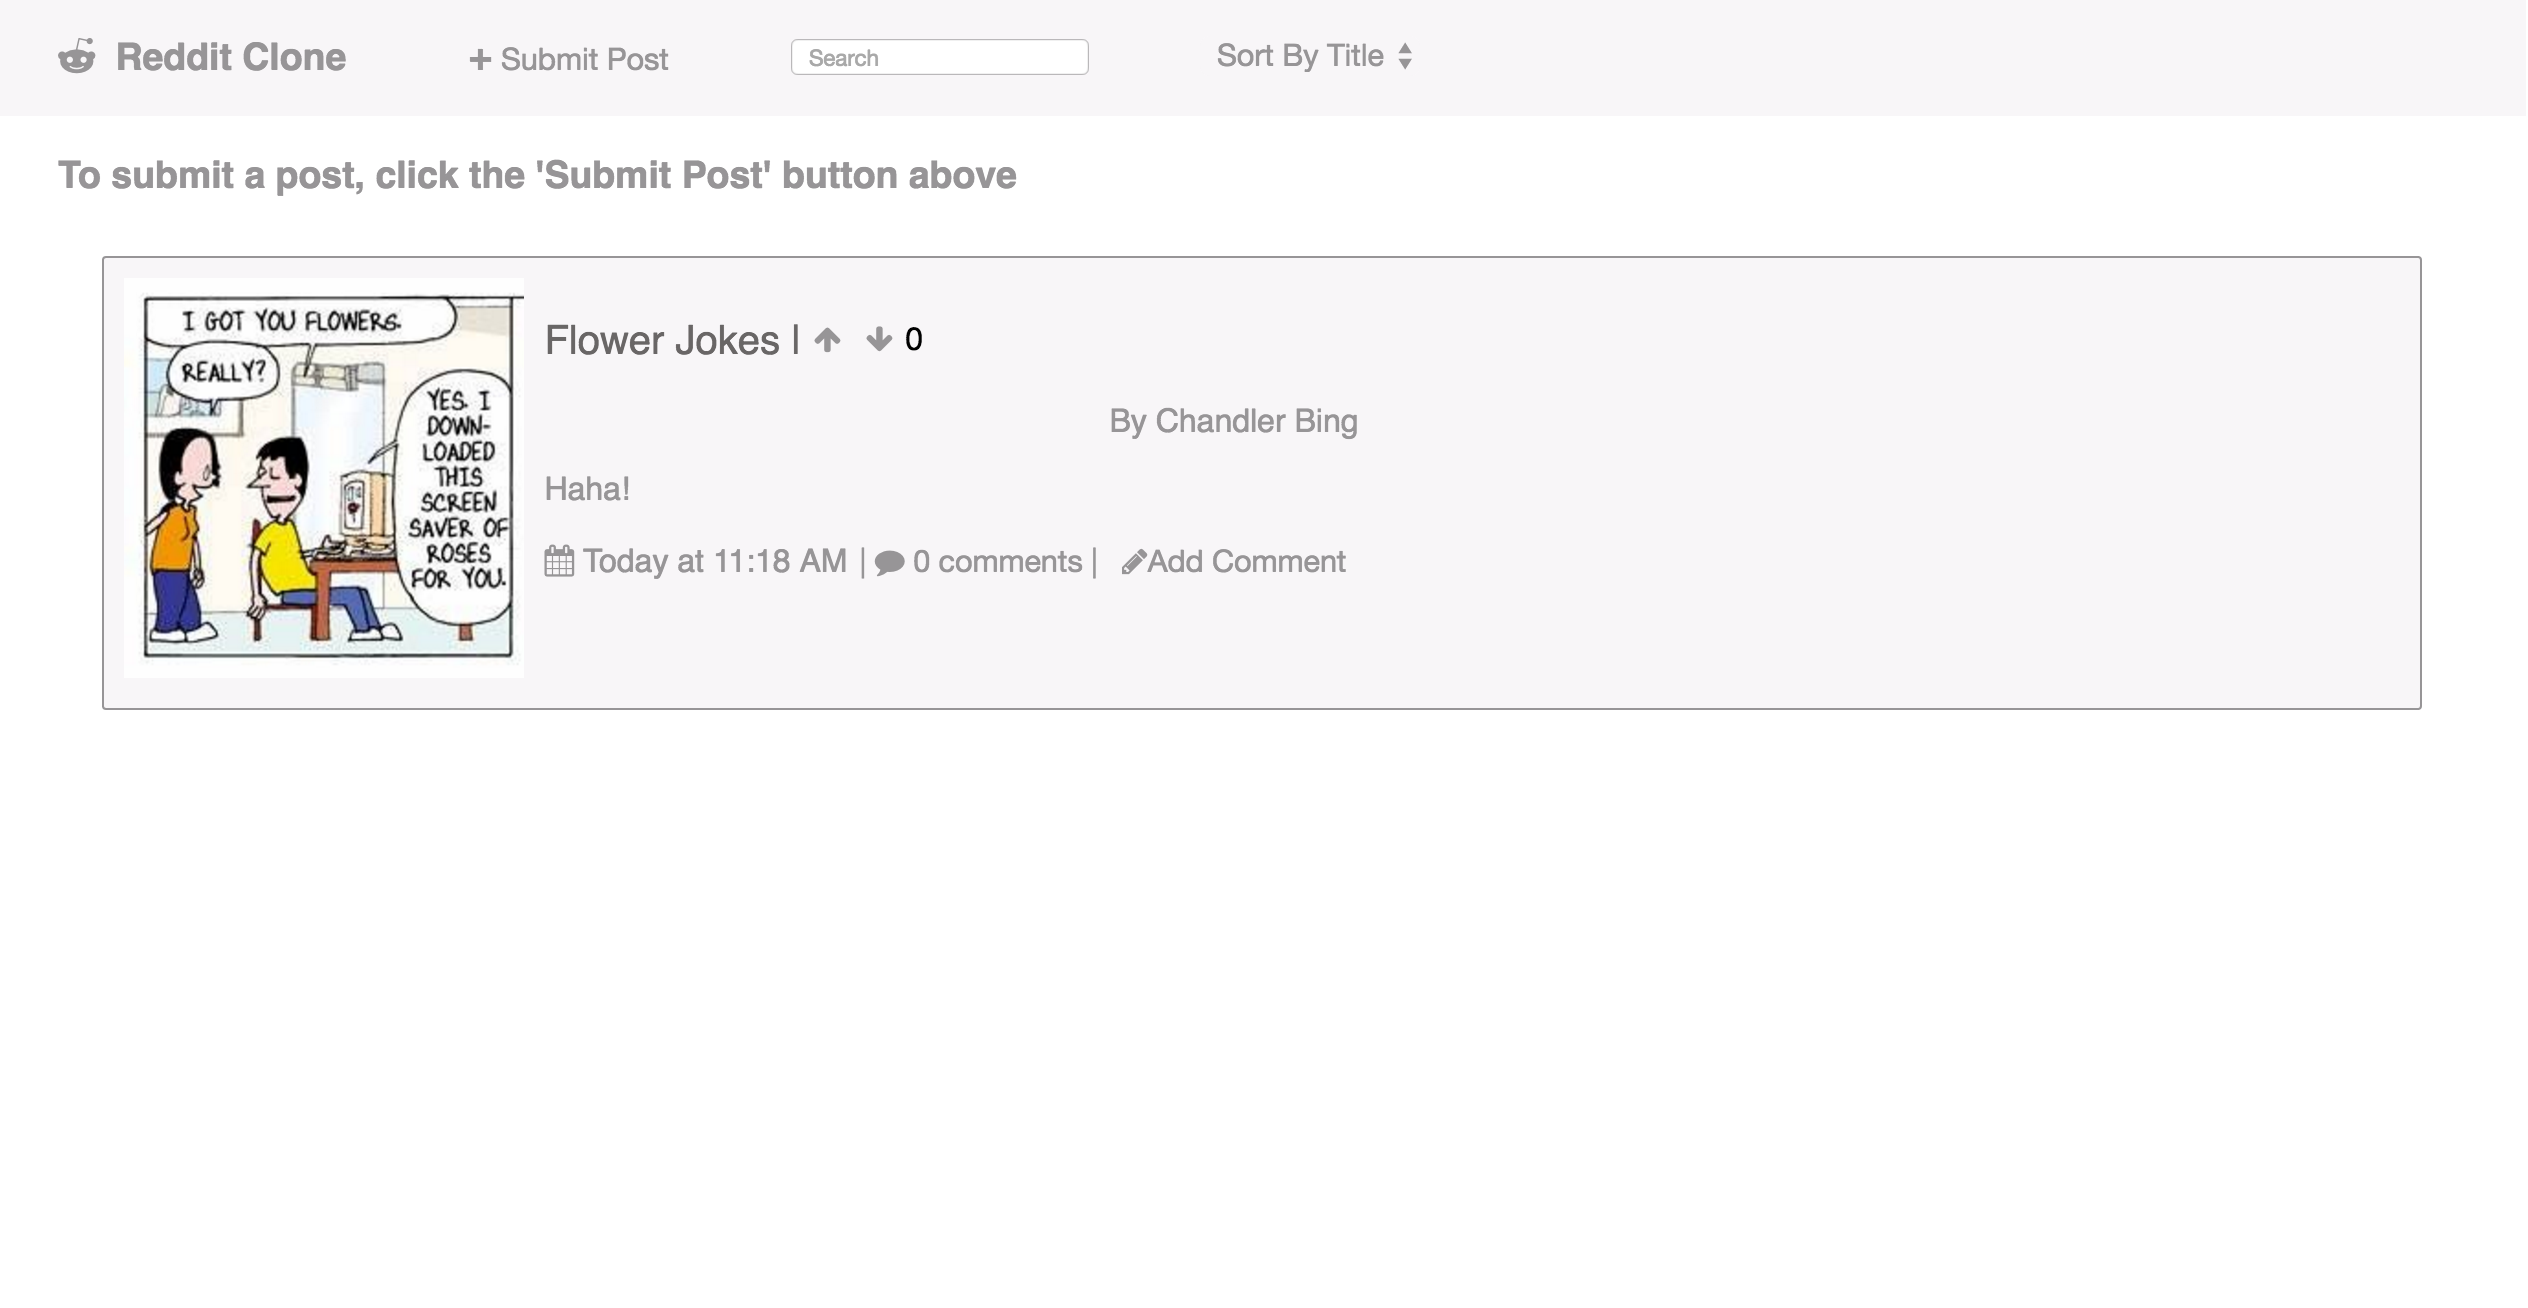 Reddit Clone
+ Submit Post
Search
Sort By Title
To submit a post, click the 'Submit Post' button above
I GOT YOU FLOWERS.
REALLY?
YES. I
DOWN-
LOADED
THIS
SCREEN
SAVER OF
ROSES
FOR YOU.
Flower Jokes | 0
By Chandler Bing
Haha!
Today at 11:18 AM | 0 comments | Add Comment